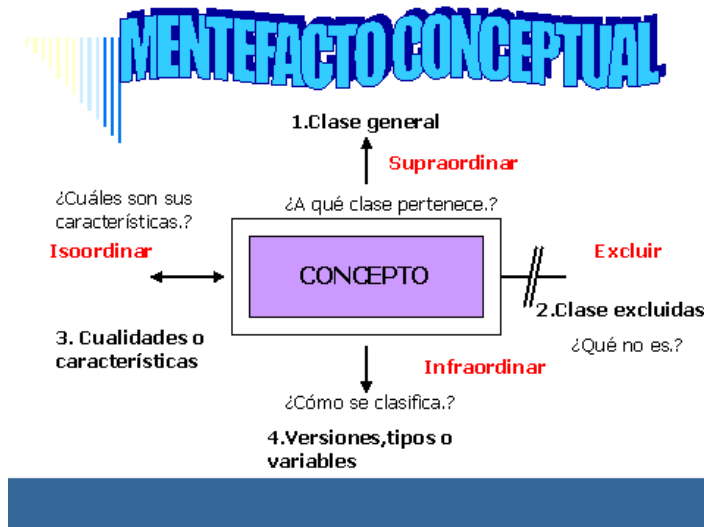 MENTEFACTO CONCEPTUAL
1.Clase general
Supraordinar
¿Cuáles son sus
características.?
¿A qué clase pertenece.?
Isoordinar
Excluir
CONCEPTO
2.Clase excluidas
3. Cualidades o
características
¿Qué no es.?
Infraordinar
¿Cómo se clasifica.?
4.Versiones,tipos o
variables